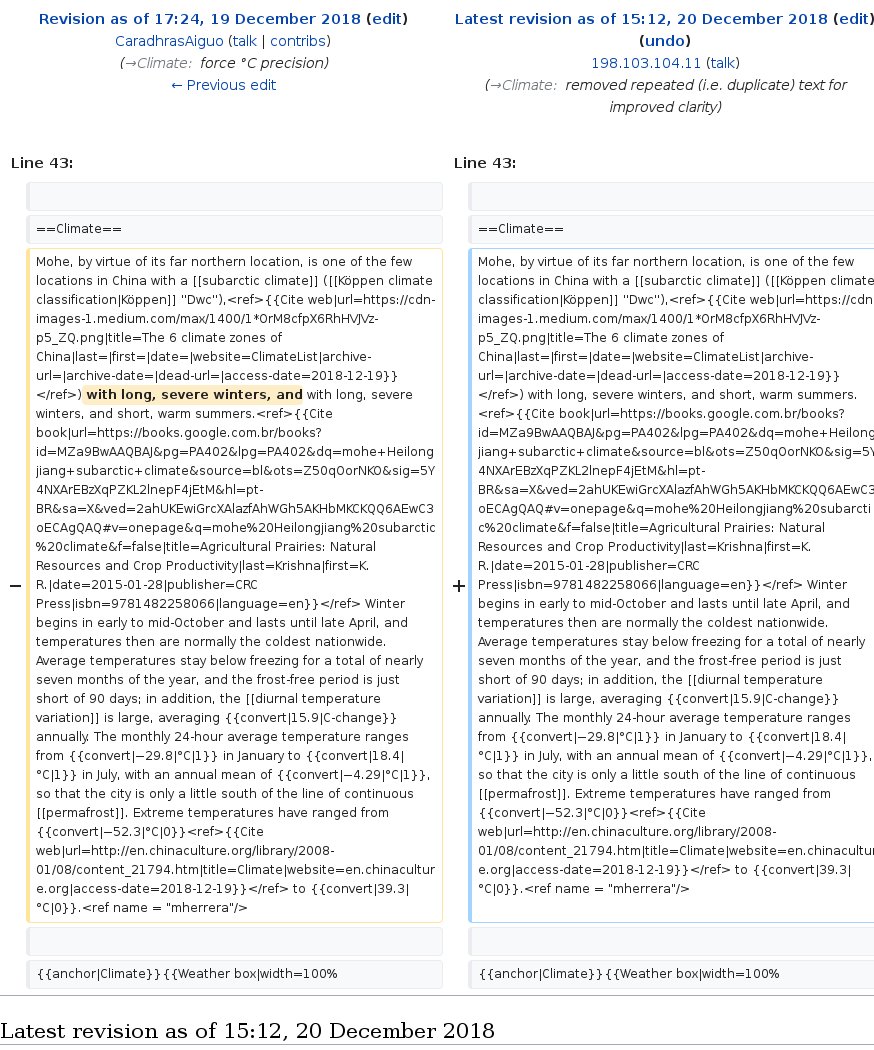 Revision as of 17:24, 19 December 2018 (edit)
CaradhrasAiguo (talk | contribs)
(→Climate: force °C precision)
← Previous edit
Latest revision as of 15:12, 20 December 2018 (edit)
(undo)
198.103.104.11 (talk)
(→Climate: removed repeated (i.e. duplicate) text for
improved clarity)
Line 43:
Line 43:
==Climate==
==Climate==
−
Mohe, by virtue of its far northern location, is one of the few
locations in China with a [[subarctic climate]] ([[Köppen climate
classification|Köppen]] ''Dwc''),<ref>{{Cite web|url=https://cdn-
images-1.medium.com/max/1400/1*OrM8cfpX6RhHVJVz-
p5_ZQ.png|title=The 6 climate zones of
China|last=|first=|date=|website=ClimateList|archive-
url=|archive-date=|dead-url=|access-date=2018-12-19}}
</ref>) with long, severe winters, and with long, severe
winters, and short, warm summers.<ref>{{Cite
book|url=https://books.google.com.br/books?
id=MZa9BwAAQBAJ&pg=PA402&lpg=PA402&dq=mohe+Heilong
jiang+subarctic+climate&source=bl&ots=Z50qOorNKO&sig=5Y
4NXArEBzXqPZKL2lnepF4jEtM&hl=pt-
BR&sa=X&ved=2ahUKEwiGrcXAlazfAhWGh5AKHbMKCKQQ6AEwC3
oECAgQAQ#v=onepage&q=mohe%20Heilongjiang%20subarctic
%20climate&f=false|title=Agricultural Prairies: Natural
Resources and Crop Productivity|last=Krishna|first=K.
R.|date=2015-01-28|publisher=CRC
Press|isbn=9781482258066|language=en}}</ref> Winter
begins in early to mid-October and lasts until late April, and
temperatures then are normally the coldest nationwide.
Average temperatures stay below freezing for a total of nearly
seven months of the year, and the frost-free period is just
short of 90 days; in addition, the [[diurnal temperature
variation]] is large, averaging {{convert|15.9|C-change}}
annually. The monthly 24-hour average temperature ranges
from {{convert|−29.8|°C|1}} in January to {{convert|18.4|
°C|1}} in July, with an annual mean of {{convert|−4.29|°C|1}},
so that the city is only a little south of the line of continuous
[[permafrost]]. Extreme temperatures have ranged from
{{convert|−52.3|°C|0}}<ref>{{Cite
web|url=http://en.chinaculture.org/library/2008-
01/08/content_21794.htm|title=Climate|website=en.chinacultur
e.org|access-date=2018-12-19}}</ref> to {{convert|39.3|
°C|0}}.<ref name = "mherrera"/>
+
Mohe, by virtue of its far northern location, is one of the few
locations in China with a [[subarctic climate]] ([[Köppen climate
classification|Köppen]] ''Dwc''),<ref>{{Cite web|url=https://cdn-
images-1.medium.com/max/1400/1*OrM8cfpX6RhHVJVz-
p5_ZQ.png|title=The 6 climate zones of
China|last=|first=|date=|website=ClimateList|archive-
url=|archive-date=|dead-url=|access-date=2018-12-19}}
</ref>) with long, severe winters, and short, warm summers.
<ref>{{Cite book|url=https://books.google.com.br/books?
id=MZa9BwAAQBAJ&pg=PA402&lpg=PA402&dq=mohe+Heilong
jiang+subarctic+climate&source=bl&ots=Z50qOorNKO&sig=5Y
4NXArEBzXqPZKL2lnepF4jEtM&hl=pt-
BR&sa=X&ved=2ahUKEwiGrcXAlazfAhWGh5AKHbMKCKQQ6AEwC3
oECAgQAQ#v=onepage&q=mohe%20Heilongjiang%20subarcti
c%20climate&f=false|title=Agricultural Prairies: Natural
Resources and Crop Productivity|last=Krishna|first=K.
R.|date=2015-01-28|publisher=CRC
Press|isbn=9781482258066|language=en}}</ref> Winter
begins in early to mid-October and lasts until late April, and
temperatures then are normally the coldest nationwide.
Average temperatures stay below freezing for a total of nearly
seven months of the year, and the frost-free period is just
short of 90 days; in addition, the [[diurnal temperature
variation]] is large, averaging {{convert|15.9|C-change}}
annually. The monthly 24-hour average temperature ranges
from {{convert|−29.8|°C|1}} in January to {{convert|18.4|
°C|1}} in July, with an annual mean of {{convert|−4.29|°C|1}},
so that the city is only a little south of the line of continuous
[[permafrost]]. Extreme temperatures have ranged from
{{convert|−52.3|°C|0}}<ref>{{Cite
web|url=http://en.chinaculture.org/library/2008-
01/08/content_21794.htm|title=Climate|website=en.chinacultur
e.org|access-date=2018-12-19}}</ref> to {{convert|39.3|
°C|0}}.<ref name = "mherrera"/>
{{anchor|Climate}}{{Weather box|width=100%
{{anchor|Climate}}{{Weather box|width=100%
Latest revision as of 15:12, 20 December 2018